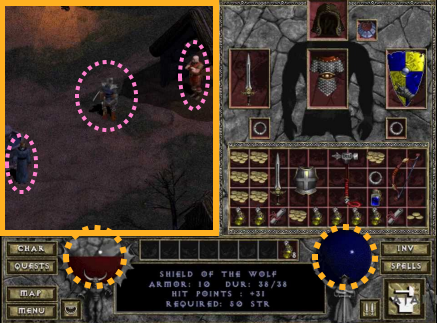 CHAR
QUESTS
MAP
MENU
SHIELD OF THE WOLF
ARMOR: 10 DUR: 38/38
HIT POINTS : +31
REQUIRED: 50 STR
INV
SPELLS